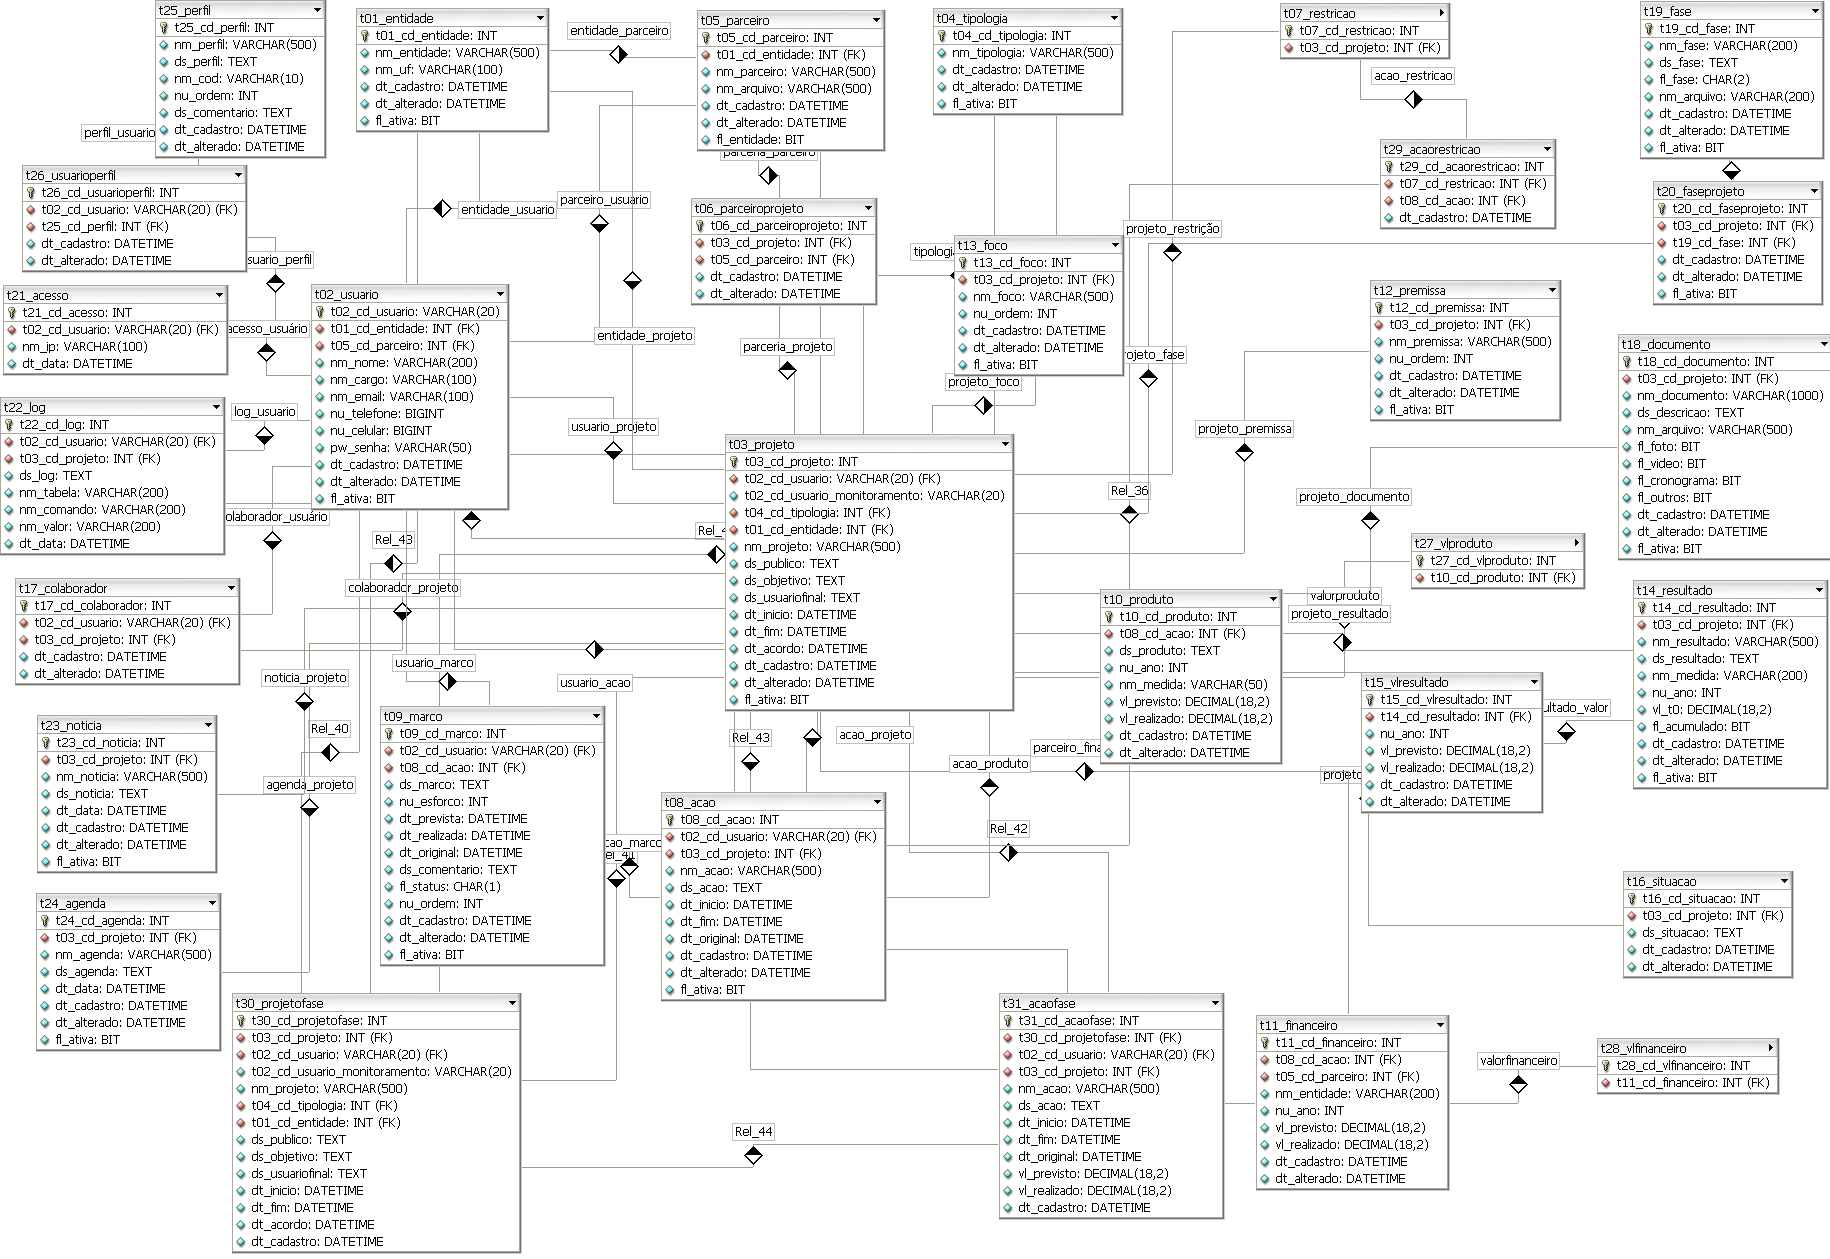 t25_perfil
t25_cd_perfil: INT
nm_perfil: VARCHAR(500)
ds_perfil: TEXT
nm_cod: VARCHAR(10)
nu_ordem: INT
ds_comentario: TEXT
dt_cadastro: DATETIME
dt_alterado: DATETIME
t01_entidade
t01_cd_entidade: INT
nm_entidade: VARCHAR(500)
nm_uf: VARCHAR(100)
dt_cadastro: DATETIME
dt_alterado: DATETIME
fl_ativa: BIT
entidade_parceiro
t05_parceiro
t05_cd_parceiro: INT
t01_cd_entidade: INT (FK)
nm_parceiro: VARCHAR(500)
nm_arquivo: VARCHAR(500)
dt_cadastro: DATETIME
dt_alterado: DATETIME
fl_entidade: BIT
t04_tipologia
t04_cd_tipologia: INT
nm_tipologia: VARCHAR(500)
dt_cadastro: DATETIME
dt_alterado: DATETIME
fl_ativa: BIT
t07_restricao
t07_cd_restricao: INT
t03_cd_projeto: INT (FK)
acao_restricao
t19_fase
t19_cd_fase: INT
nm_fase: VARCHAR(200)
ds_fase: TEXT
fl_fase: CHAR(2)
nm_arquivo: VARCHAR(200)
dt_cadastro: DATETIME
dt_alterado: DATETIME
fl_ativa: BIT
perfil_usuario
parceria_parceiro
t29_acaorestricao
t29_cd_acaorestricao: INT
t07_cd_restricao: INT (FK)
t08_cd_acao: INT (FK)
dt_cadastro: DATETIME
t26_usuarioperfil
t26_cd_usuarioperfil: INT
t02_cd_usuario: VARCHAR(20) (FK)
t25_cd_perfil: INT (FK)
dt_cadastro: DATETIME
dt_alterado: DATETIME
suario_perfil
entidade_usuario
parceiro_usuario
t06_parceiroprojeto
t06_cd_parceiroprojeto: INT
t03_cd_projeto: INT (FK)
t05_cd_parceiro: INT (FK)
dt_cadastro: DATETIME
dt_alterado: DATETIME
tipologi
t13_foco
t13_cd_foco: INT
t03_cd_projeto: INT (FK)
nm_foco: VARCHAR(500)
nu_ordem: INT
dt_cadastro: DATETIME
dt_alterado: DATETIME
fl_ativa: BIT
projeto_restrição
t20_faseprojeto
t20_cd_faseprojeto: INT
t03_cd_projeto: INT (FK)
t19_cd_fase: INT (FK)
dt_cadastro: DATETIME
dt_alterado: DATETIME
fl_ativa: BIT
t21_acesso
t21_cd_acesso: INT
t02_cd_usuario: VARCHAR(20) (FK)
nm_ip: VARCHAR(100)
dt_data: DATETIME
acesso_usuário
t02_usuario
t02_cd_usuario: VARCHAR(20)
t01_cd_entidade: INT (FK)
t05_cd_parceiro: INT (FK)
nm_nome: VARCHAR(200)
nm_cargo: VARCHAR(100)
nm_email: VARCHAR(100)
nu_telefone: BIGINT
nu_celular: BIGINT
pw_senha: VARCHAR(50)
dt_cadastro: DATETIME
dt_alterado: DATETIME
fl_ativa: BIT
entidade_projeto
parceria_projeto
ojeto_fase
projeto_foco
t12_premissa
t12_cd_premissa: INT
t03_cd_projeto: INT (FK)
nm_premissa: VARCHAR(500)
nu_ordem: INT
dt_cadastro: DATETIME
dt_alterado: DATETIME
fl_ativa: BIT
t18_documento
t18_cd_documento: INT
t03_cd_projeto: INT (FK)
nm_documento: VARCHAR(1000)
ds_descricao: TEXT
nm_arquivo: VARCHAR(500)
fl_foto: BIT
fl_video: BIT
fl_cronograma: BIT
fl_outros: BIT
dt_cadastro: DATETIME
dt_alterado: DATETIME
fl_ativa: BIT
t22_log
t22_cd_log: INT
t02_cd_usuario: VARCHAR(20) (FK)
t03_cd_projeto: INT (FK)
ds_log: TEXT
nm_tabela: VARCHAR(200)
nm_comando: VARCHAR(200)
nm_valor: VARCHAR(200)
dt_data: DATETIME
log_usuario
usuario_projeto
projeto_premissa
t03_projeto
t03_cd_projeto: INT
t02_cd_usuario: VARCHAR(20) (FK)
t02_cd_usuario_monitoramento: VARCHAR(20)
t04_cd_tipologia: INT (FK)
t01_cd_entidade: INT (FK)
nm_projeto: VARCHAR(500)
ds_publico: TEXT
ds_objetivo: TEXT
ds_usuariofinal: TEXT
dt_inicio: DATETIME
dt_fim: DATETIME
dt_acordo: DATETIME
dt_cadastro: DATETIME
dt_alterado: DATETIME
fl_ativa: BIT
Rel_36
projeto_documento
olaborador_usuário
Rel_43
Rel_4
t27_vlproduto
t27_cd_vlproduto: INT
t10_cd_produto: INT (FK)
t17_colaborador
t17_cd_colaborador: INT
t02_cd_usuario: VARCHAR(20) (FK)
t03_cd_projeto: INT (FK)
dt_cadastro: DATETIME
dt_alterado: DATETIME
colaborador_projeto
t10_produto
t10_cd_produto: INT
t08_cd_acao: INT (FK)
ds_produto: TEXT
nu_ano: INT
nm_medida: VARCHAR(50)
vl_previsto: DECIMAL(18,2)
vl_realizado: DECIMAL(18,2)
dt_cadastro: DATETIME
dt_alterado: DATETIME
valorproduto
projeto_resultado
t14_resultado
t14_cd_resultado: INT
t03_cd_projeto: INT (FK)
nm_resultado: VARCHAR(500)
ds_resultado: TEXT
nm_medida: VARCHAR(200)
nu_ano: INT
vl_t0: DECIMAL(18,2)
fl_acumulado: BIT
dt_cadastro: DATETIME
dt_alterado: DATETIME
fl_ativa: BIT
usuario_marco
noticia_projeto
usuario_acao
t15_vlresultado
t15_cd_vlresultado: INT
t14_cd_resultado: INT (FK)
nu_ano: INT
vl_previsto: DECIMAL(18,2)
vl_realizado: DECIMAL(18,2)
dt_cadastro: DATETIME
dt_alterado: DATETIME
ultado_valor
t23_noticia
t23_cd_noticia: INT
t03_cd_projeto: INT (FK)
nm_noticia: VARCHAR(500)
ds_noticia: TEXT
dt_data: DATETIME
dt_cadastro: DATETIME
dt_alterado: DATETIME
fl_ativa: BIT
Rel_40
agenda_projeto
t09_marco
t09_cd_marco: INT
t02_cd_usuario: VARCHAR(20) (FK)
t08_cd_acao: INT (FK)
ds_marco: TEXT
nu_esforco: INT
dt_prevista: DATETIME
dt_realizada: DATETIME
dt_original: DATETIME
ds_comentario: TEXT
fl_status: CHAR(1)
nu_ordem: INT
dt_cadastro: DATETIME
dt_alterado: DATETIME
fl_ativa: BIT
Rel_43
acao_projeto
acao_produto
parceiro_fina
projeto
t08_acao
t08_cd_acao: INT
t02_cd_usuario: VARCHAR(20) (FK)
t03_cd_projeto: INT (FK)
nm_acao: VARCHAR(500)
ds_acao: TEXT
dt_inicio: DATETIME
dt_fim: DATETIME
dt_original: DATETIME
dt_cadastro: DATETIME
dt_alterado: DATETIME
fl_ativa: BIT
cao_marco
Rel_42
t24_agenda
t24_cd_agenda: INT
t03_cd_projeto: INT (FK)
nm_agenda: VARCHAR(500)
ds_agenda: TEXT
dt_data: DATETIME
dt_cadastro: DATETIME
dt_alterado: DATETIME
fl_ativa: BIT
t16_situacao
t16_cd_situacao: INT
t03_cd_projeto: INT (FK)
ds_situacao: TEXT
dt_cadastro: DATETIME
dt_alterado: DATETIME
t30_projetofase
t30_cd_projetofase: INT
t03_cd_projeto: INT (FK)
t02_cd_usuario: VARCHAR(20) (FK)
t02_cd_usuario_monitoramento: VARCHAR(20)
nm_projeto: VARCHAR(500)
t04_cd_tipologia: INT (FK)
t01_cd_entidade: INT (FK)
ds_publico: TEXT
ds_objetivo: TEXT
ds_usuariofinal: TEXT
dt_inicio: DATETIME
dt_fim: DATETIME
dt_acordo: DATETIME
dt_cadastro: DATETIME
Rel_44
t31_acaofase
t31_cd_acaofase: INT
t30_cd_projetofase: INT (FK)
t02_cd_usuario: VARCHAR(20) (FK)
t03_cd_projeto: INT (FK)
nm_acao: VARCHAR(500)
ds_acao: TEXT
dt_inicio: DATETIME
dt_fim: DATETIME
dt_original: DATETIME
vl_previsto: DECIMAL(18,2)
vl_realizado: DECIMAL(18,2)
dt_cadastro: DATETIME
t11_financeiro
t11_cd_financeiro: INT
t08_cd_acao: INT (FK)
t05_cd_parceiro: INT (FK)
nm_entidade: VARCHAR(200)
nu_ano: INT
vl_previsto: DECIMAL(18,2)
vl_realizado: DECIMAL(18,2)
dt_cadastro: DATETIME
dt_alterado: DATETIME
valorfinanceiro
t28_vlfinanceiro
t28_cd_vlfinanceiro: INT
t11_cd_financeiro: INT (FK)